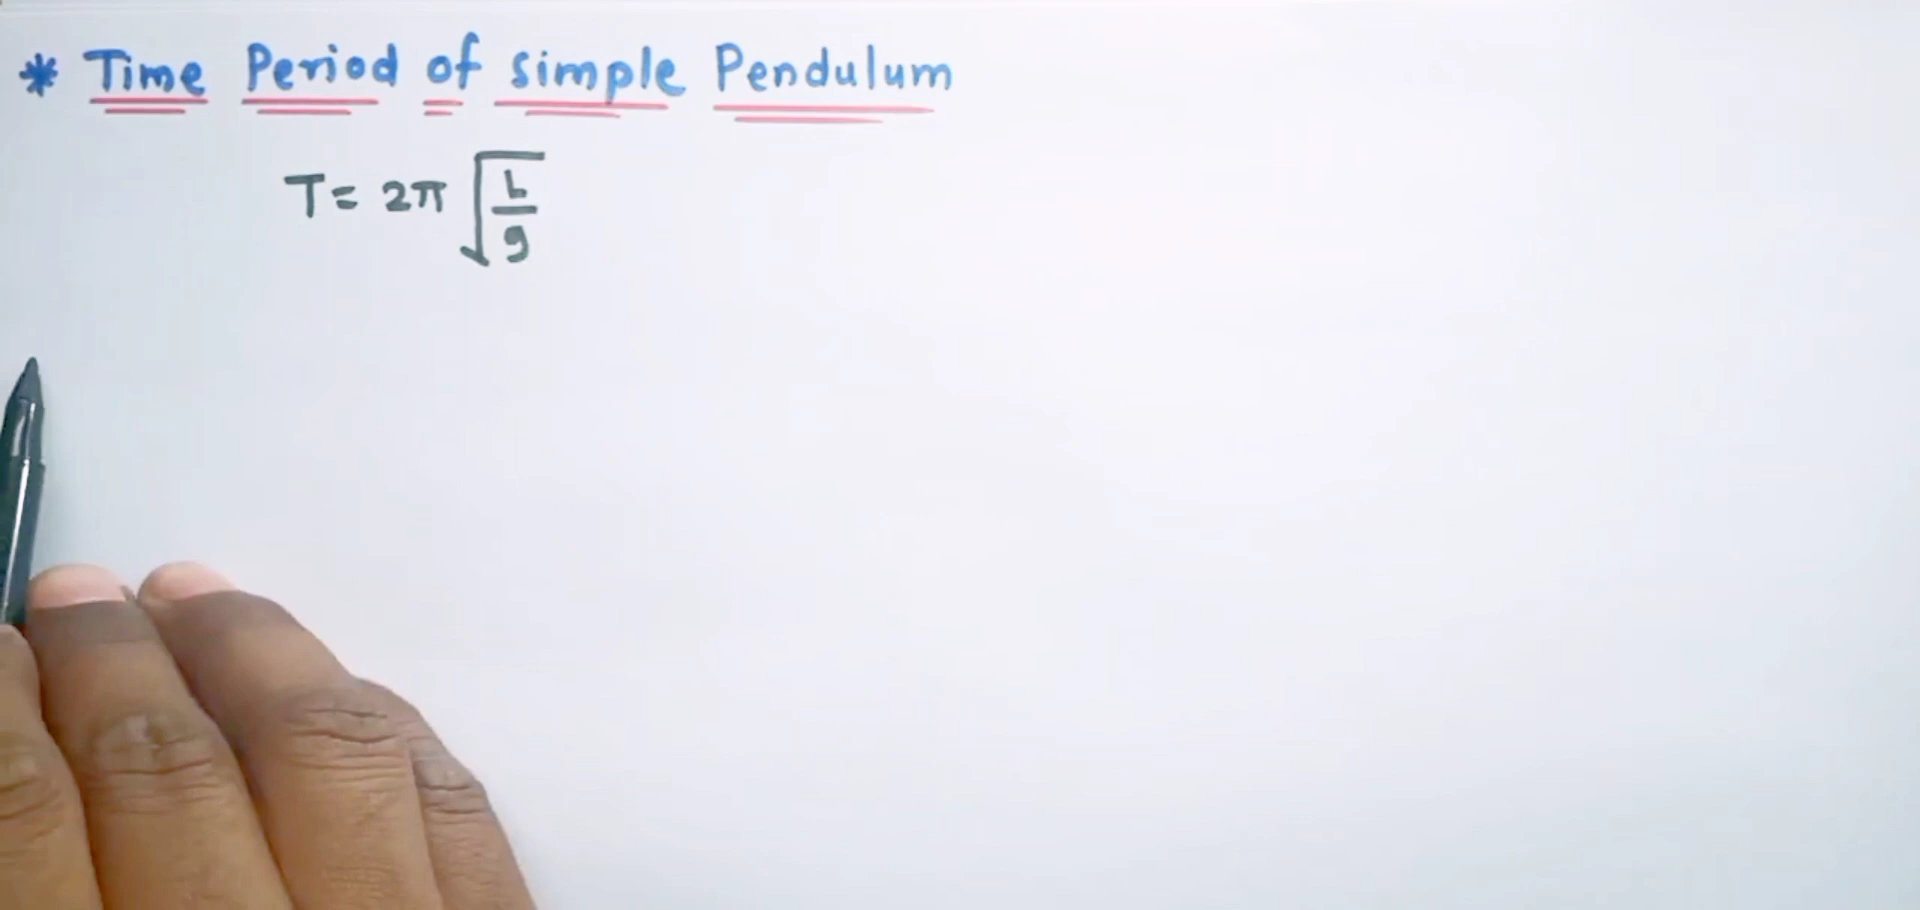 * Time Period of simple Pendulum
T = 2π √(L/g)